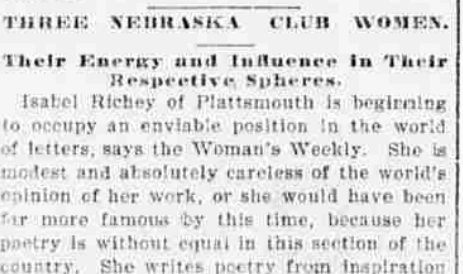 THREE NEBRASKA CLUB WOMEN.
Their Energy and Influence in Their
Respective Spheres.
Isabel Richey of Plattsmouth is beginning
to occupy an enviable position in the world
of letters, says the Woman's Weekly. She is
modest and absolutely careless of the world's
opinion of her work, or she would have been
far more famous by this time, because her
poetry is without equal in this section of the
country. She writes poetry from inspiration